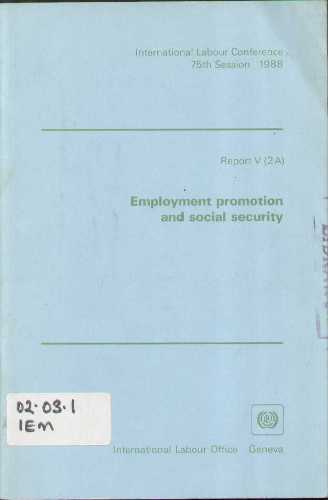 International Labour Conference
75th Session 1988
Report V (2A)
Employment promotion
and social security
02.03.1
IEM
International Labour Office Geneva